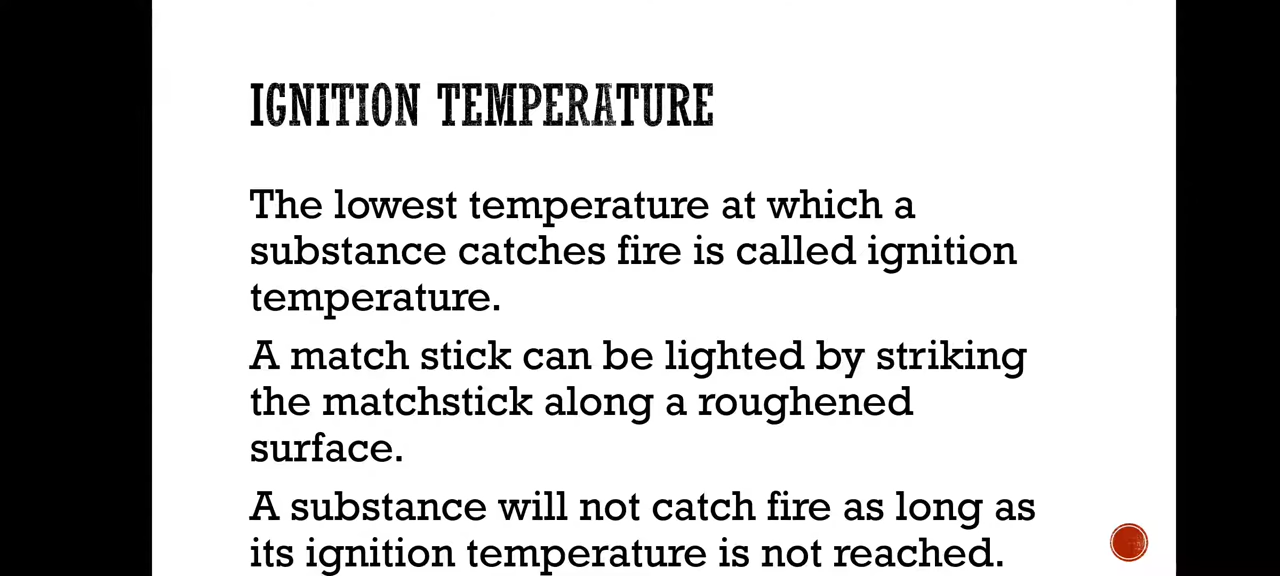 IGNITION TEMPERATURE
The lowest temperature at which a
substance catches fire is called ignition
temperature.
A match stick can be lighted by striking
the matchstick along a roughened
surface.
A substance will not catch fire as long as
its ignition temperature is not reached.